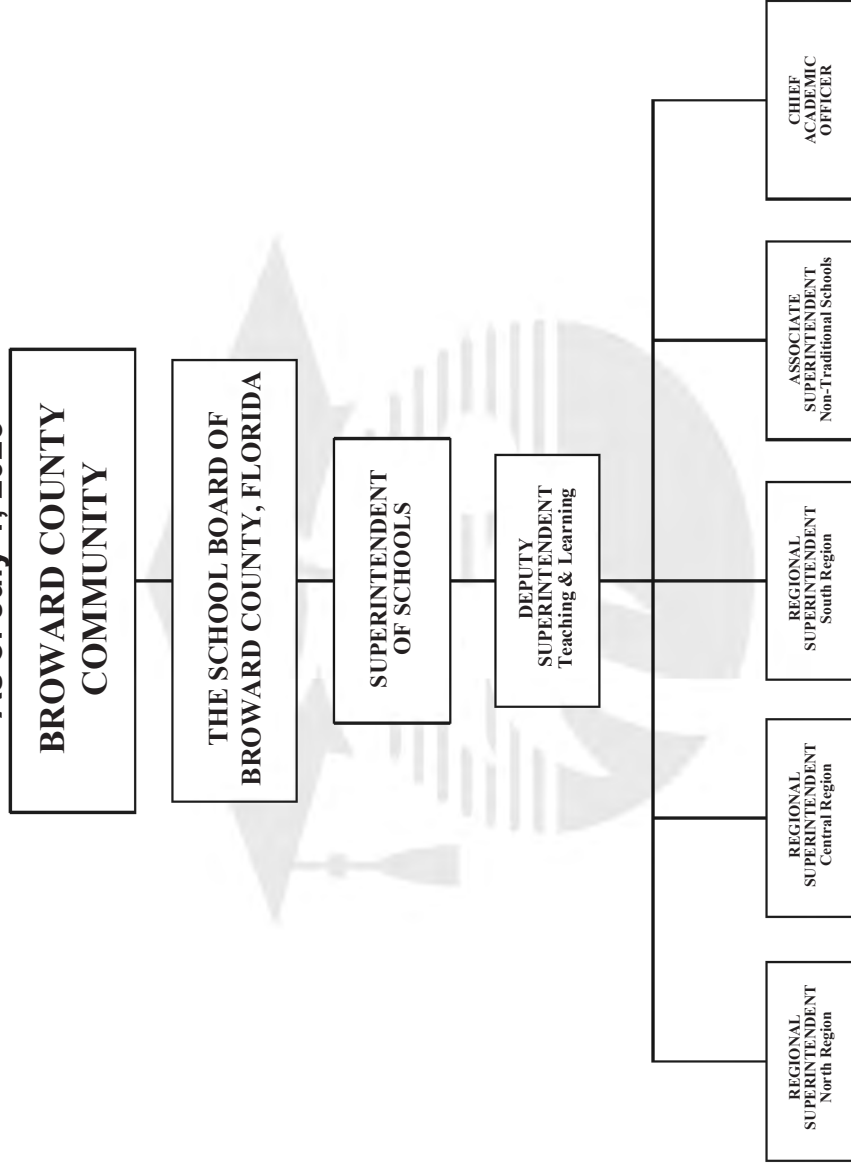 BROWARD COUNTY
COMMUNITY
THE SCHOOL BOARD OF
BROWARD COUNTY, FLORIDA
SUPERINTENDENT
OF SCHOOLS
DEPUTY
SUPERINTENDENT
Teaching & Learning
REGIONAL
SUPERINTENDENT
North Region
REGIONAL
SUPERINTENDENT
Central Region
REGIONAL
SUPERINTENDENT
South Region
ASSOCIATE
SUPERINTENDENT
Non-Traditional Schools
CHIEF
ACADEMIC
OFFICER